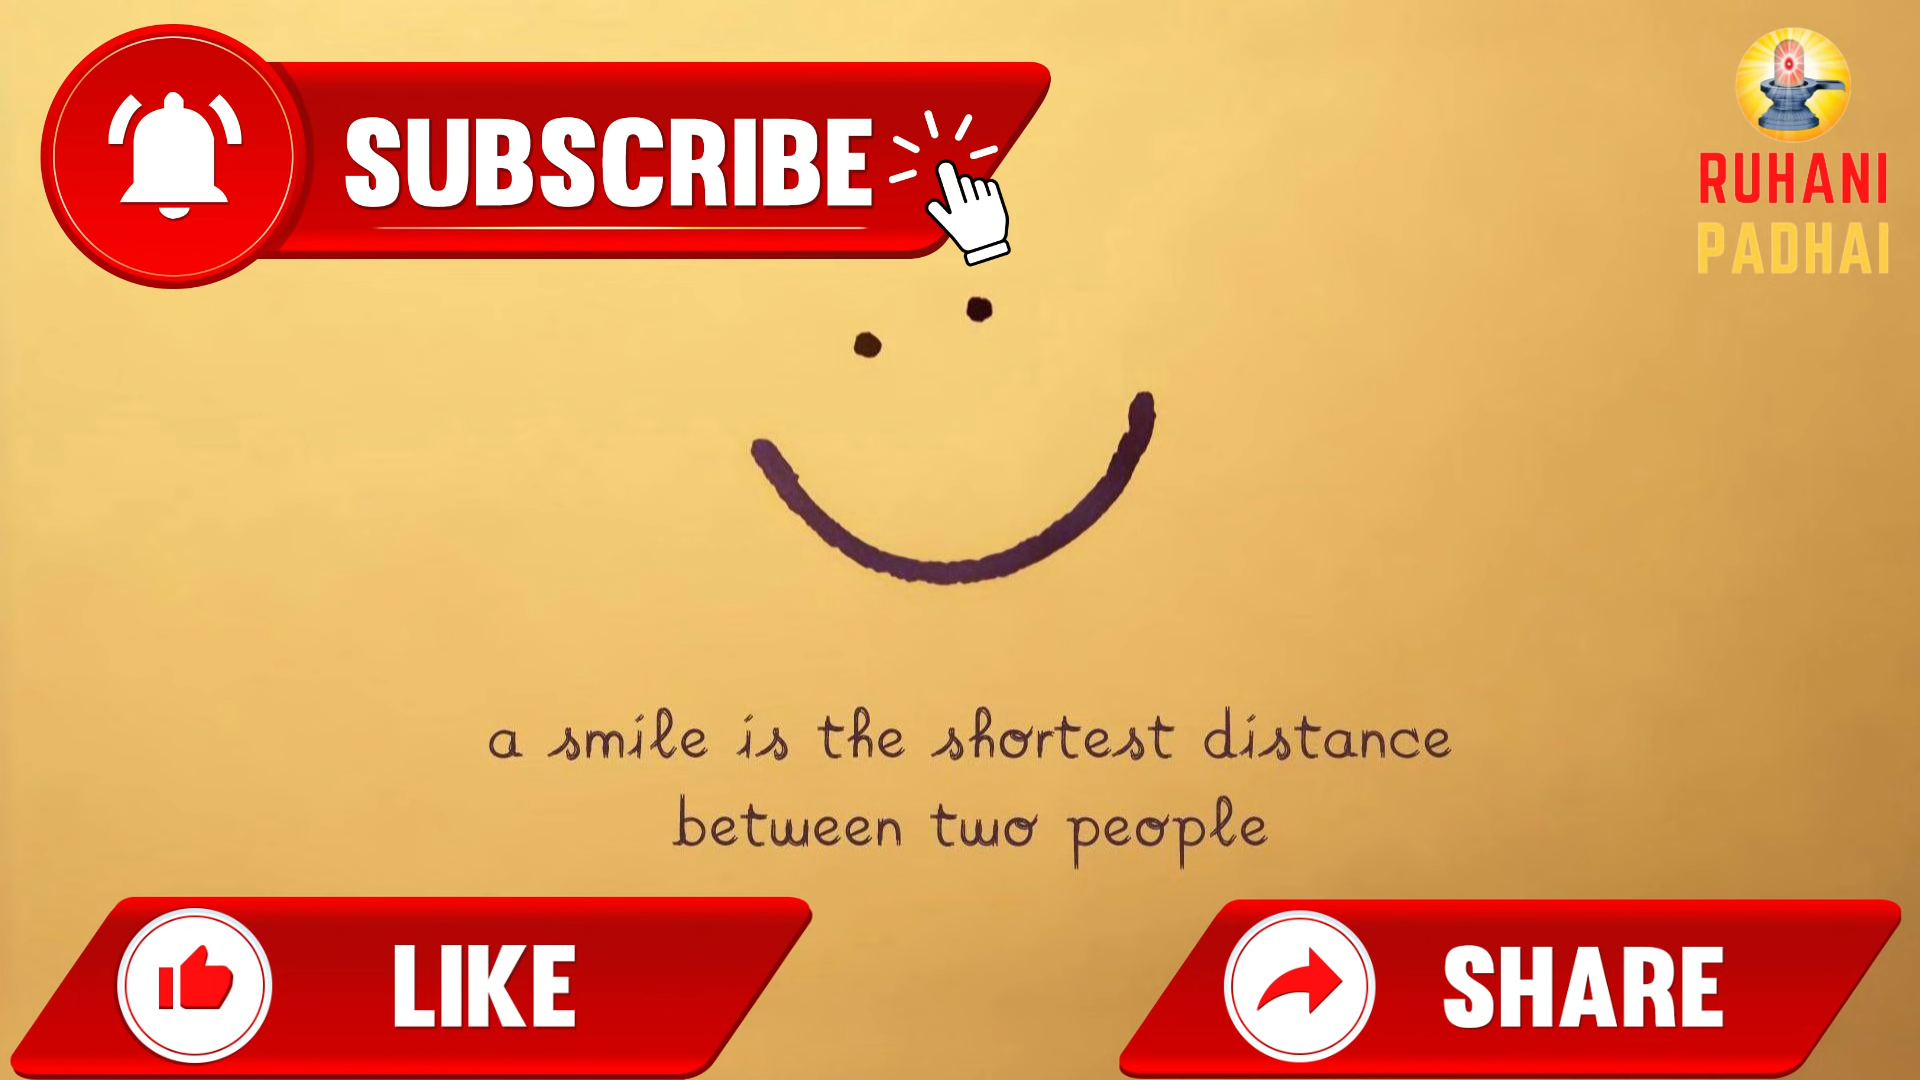 SUBSCRIBE
RUHANI
PADHAI
a smile is the shortest distance
between two people
LIKE
SHARE